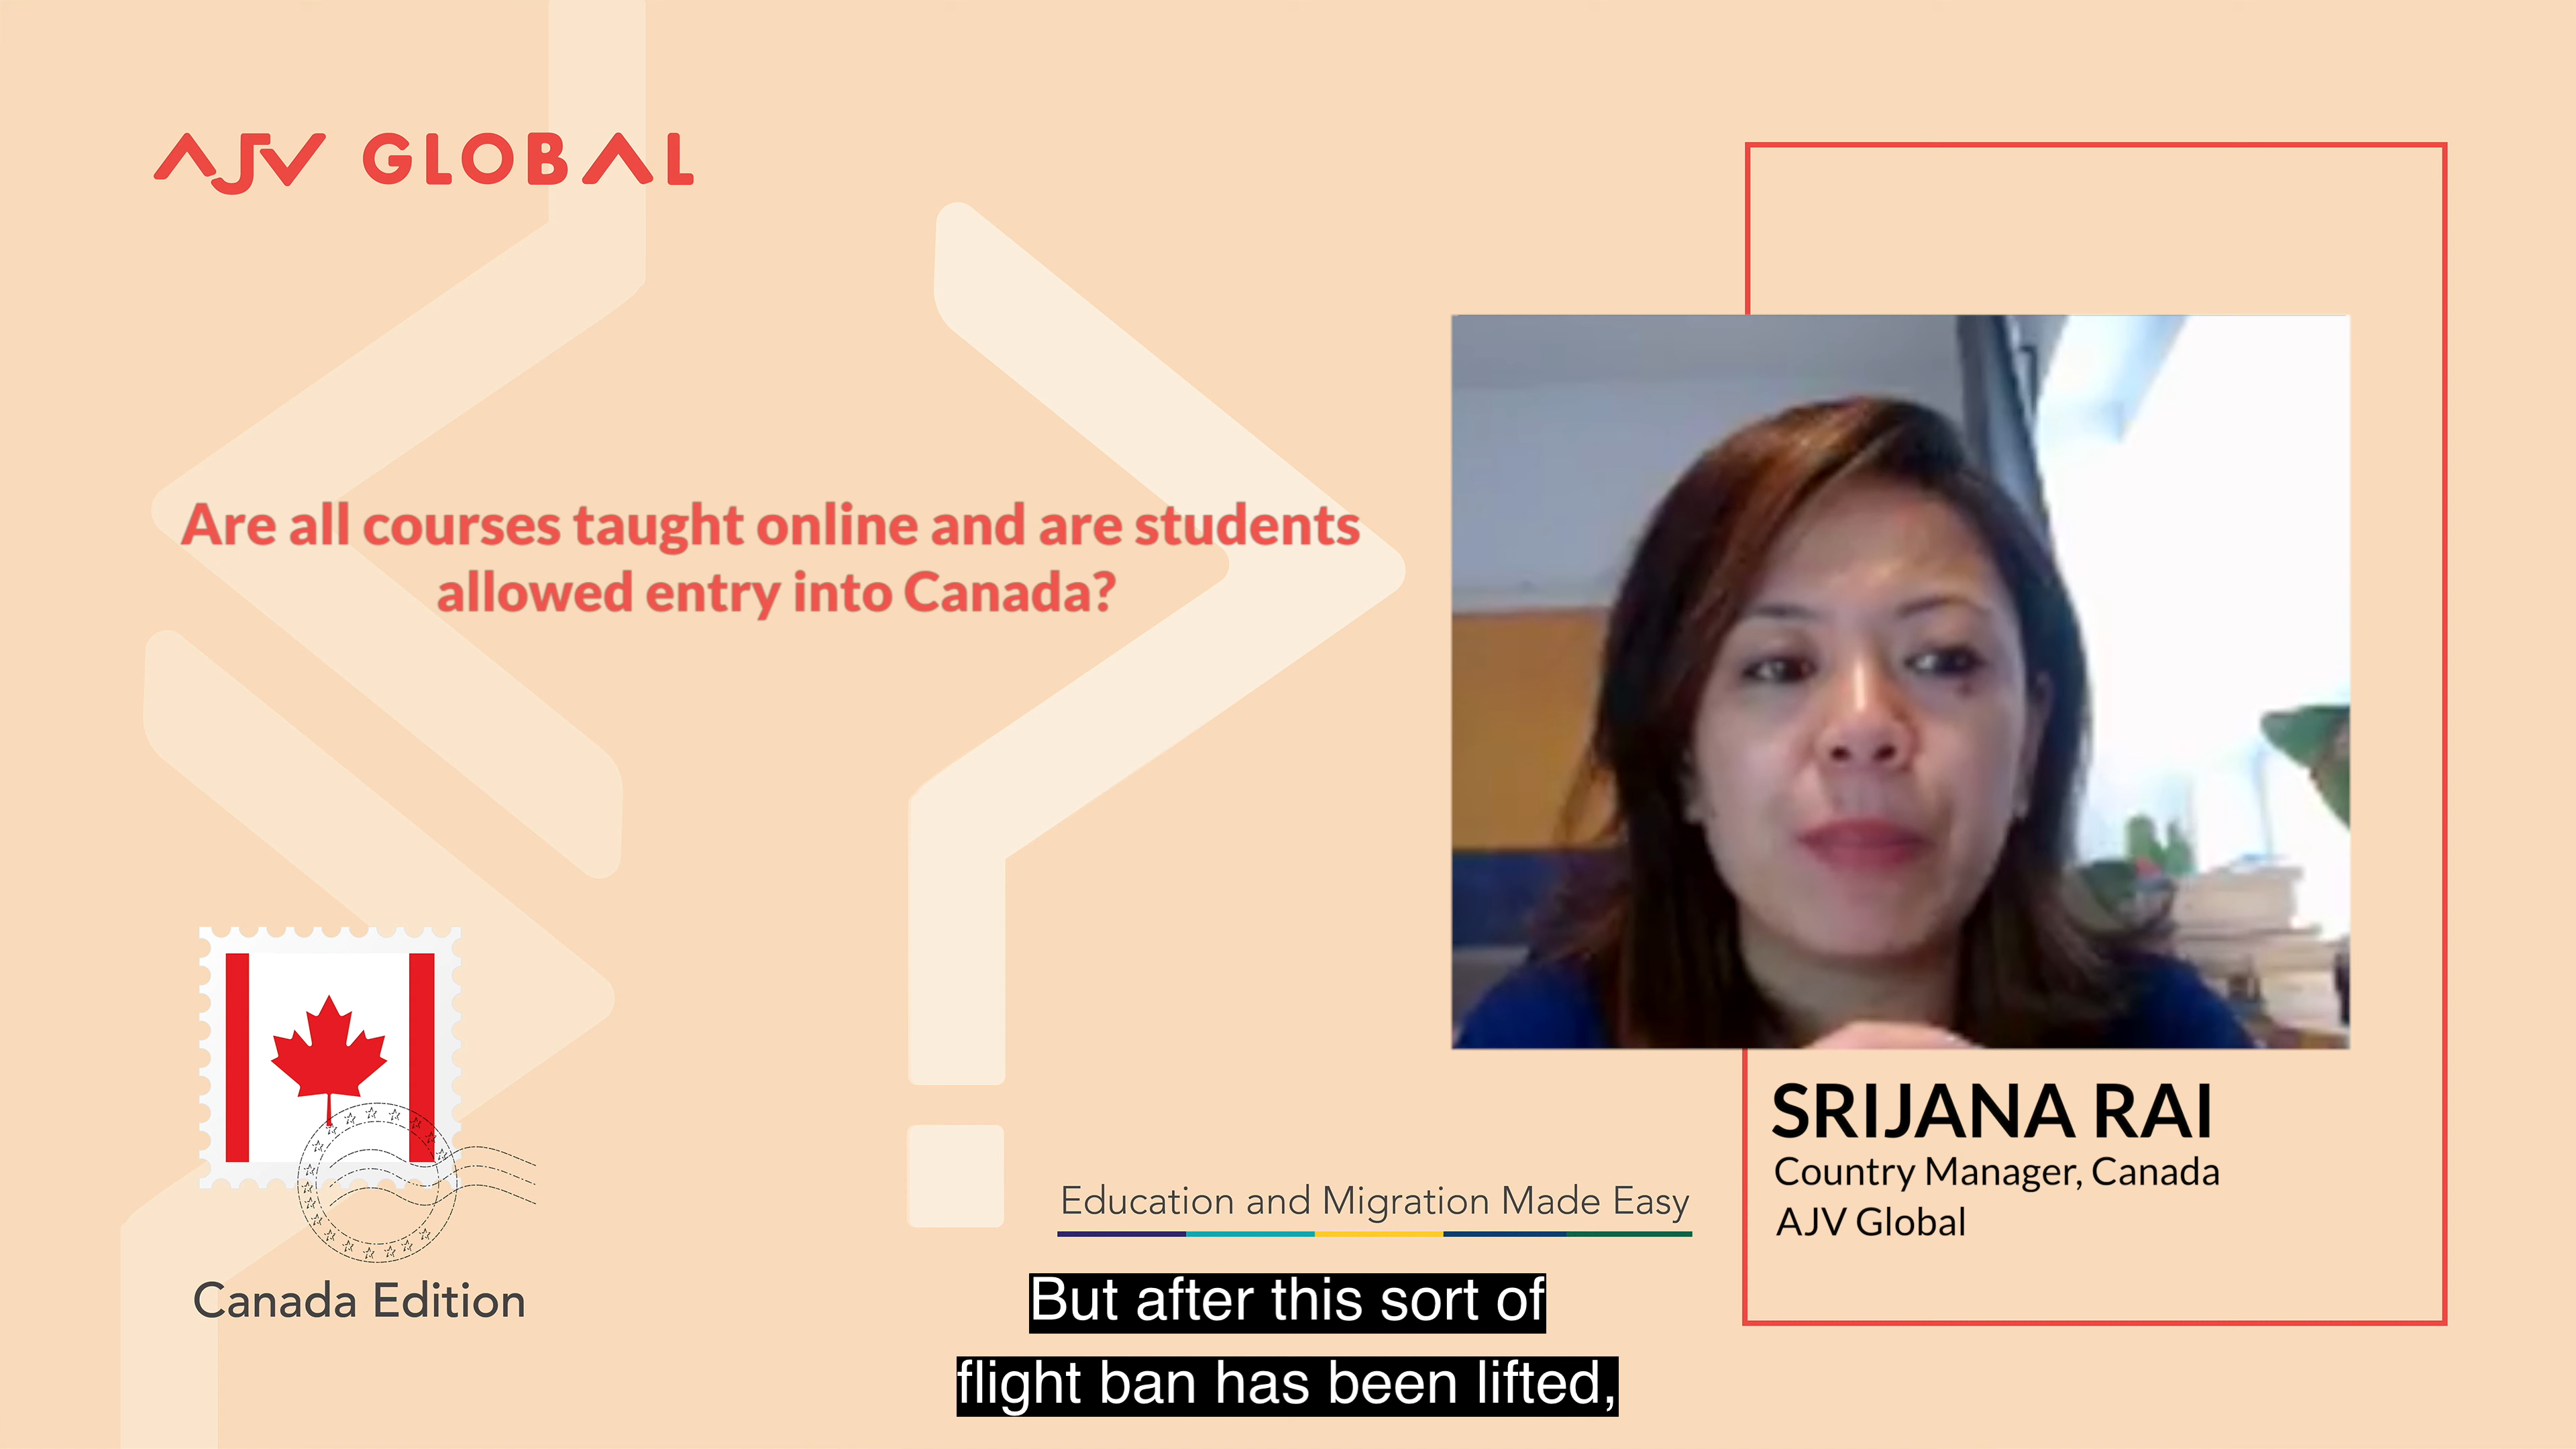 AJV GLOBAL
Are all courses taught online and are students
allowed entry into Canada?
Canada Edition
SRIJANA RAI
Country Manager, Canada
AJV Global
Education and Migration Made Easy
But after this sort of
flight ban has been lifted,